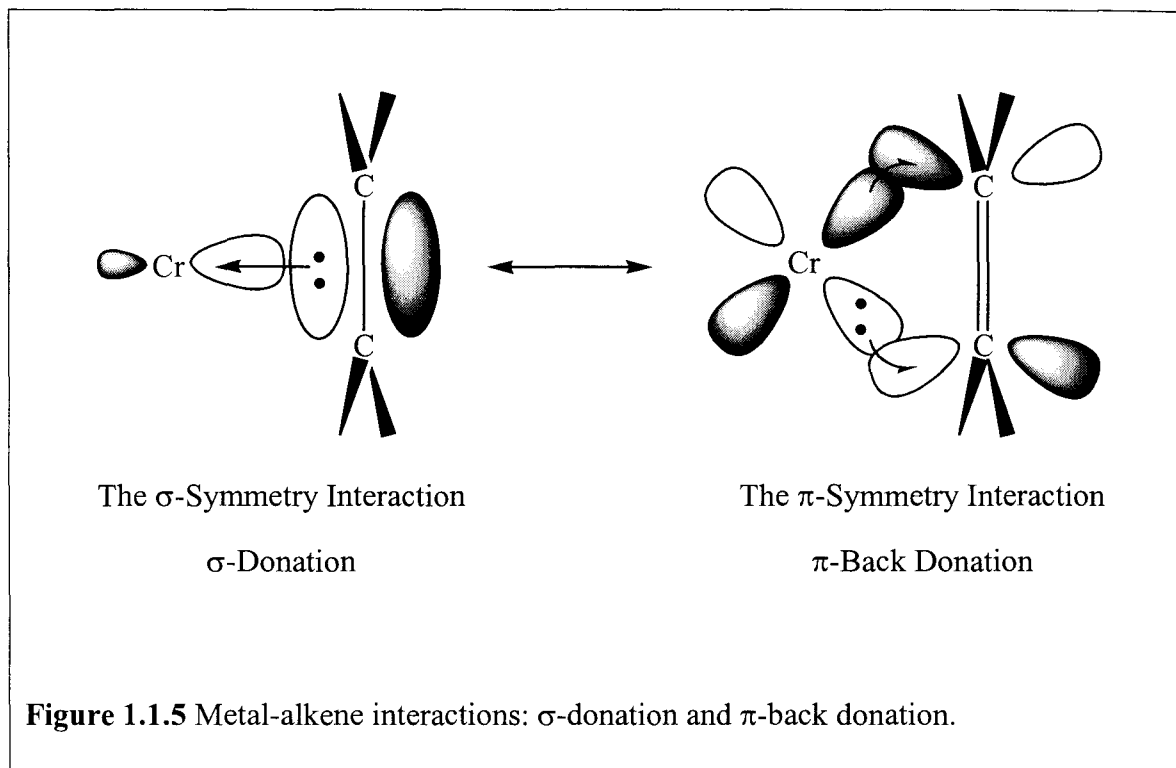 C
Cr
C
C
Cr
C
The σ-Symmetry Interaction
σ-Donation
The π-Symmetry Interaction
π-Back Donation
Figure 1.1.5 Metal-alkene interactions: σ-donation and π-back donation.